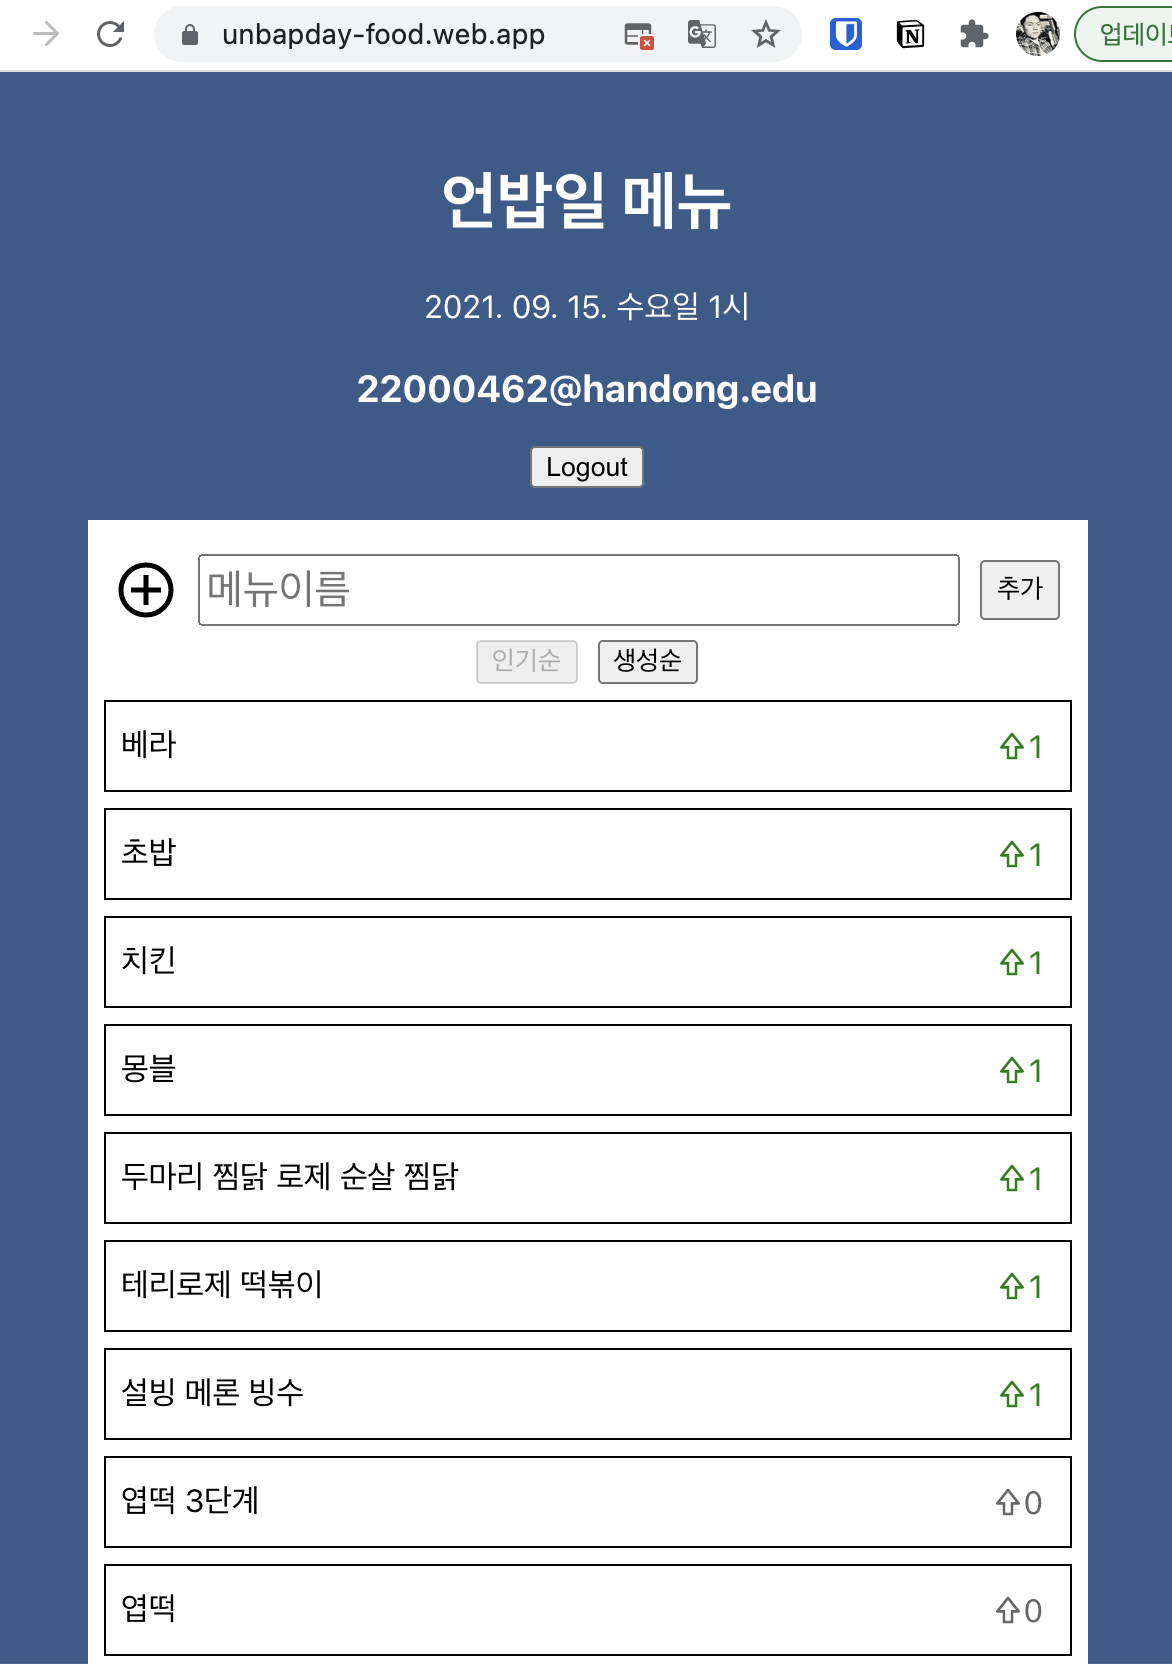 unbapday-food.web.app
언밥일 메뉴
2021. 09. 15. 수요일 1시
22000462@handong.edu
Logout
메뉴이름 추가
인기순 생성순
베라 1
초밥 1
치킨 1
몽블 1
두마리 찜닭 로제 순살 찜닭 1
테리로제 떡볶이 1
설빙 메론 빙수 1
엽떡 3단계 0
엽떡 0